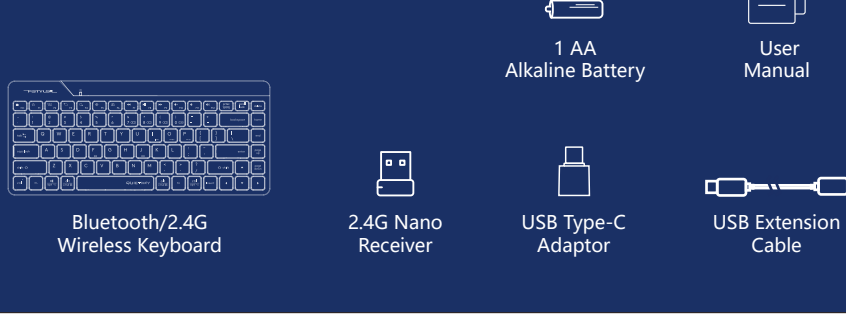 1 AA
Alkaline Battery
User
Manual
FSTYLER
Bluetooth/2.4G
Wireless Keyboard
2.4G Nano
Receiver
USB Type-C
Adaptor
USB Extension
Cable